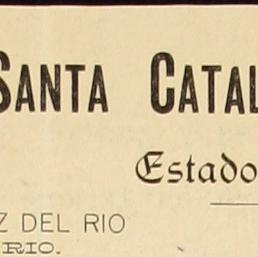 SANTA CATAL
Estado
Z DEL RIO
RIO.